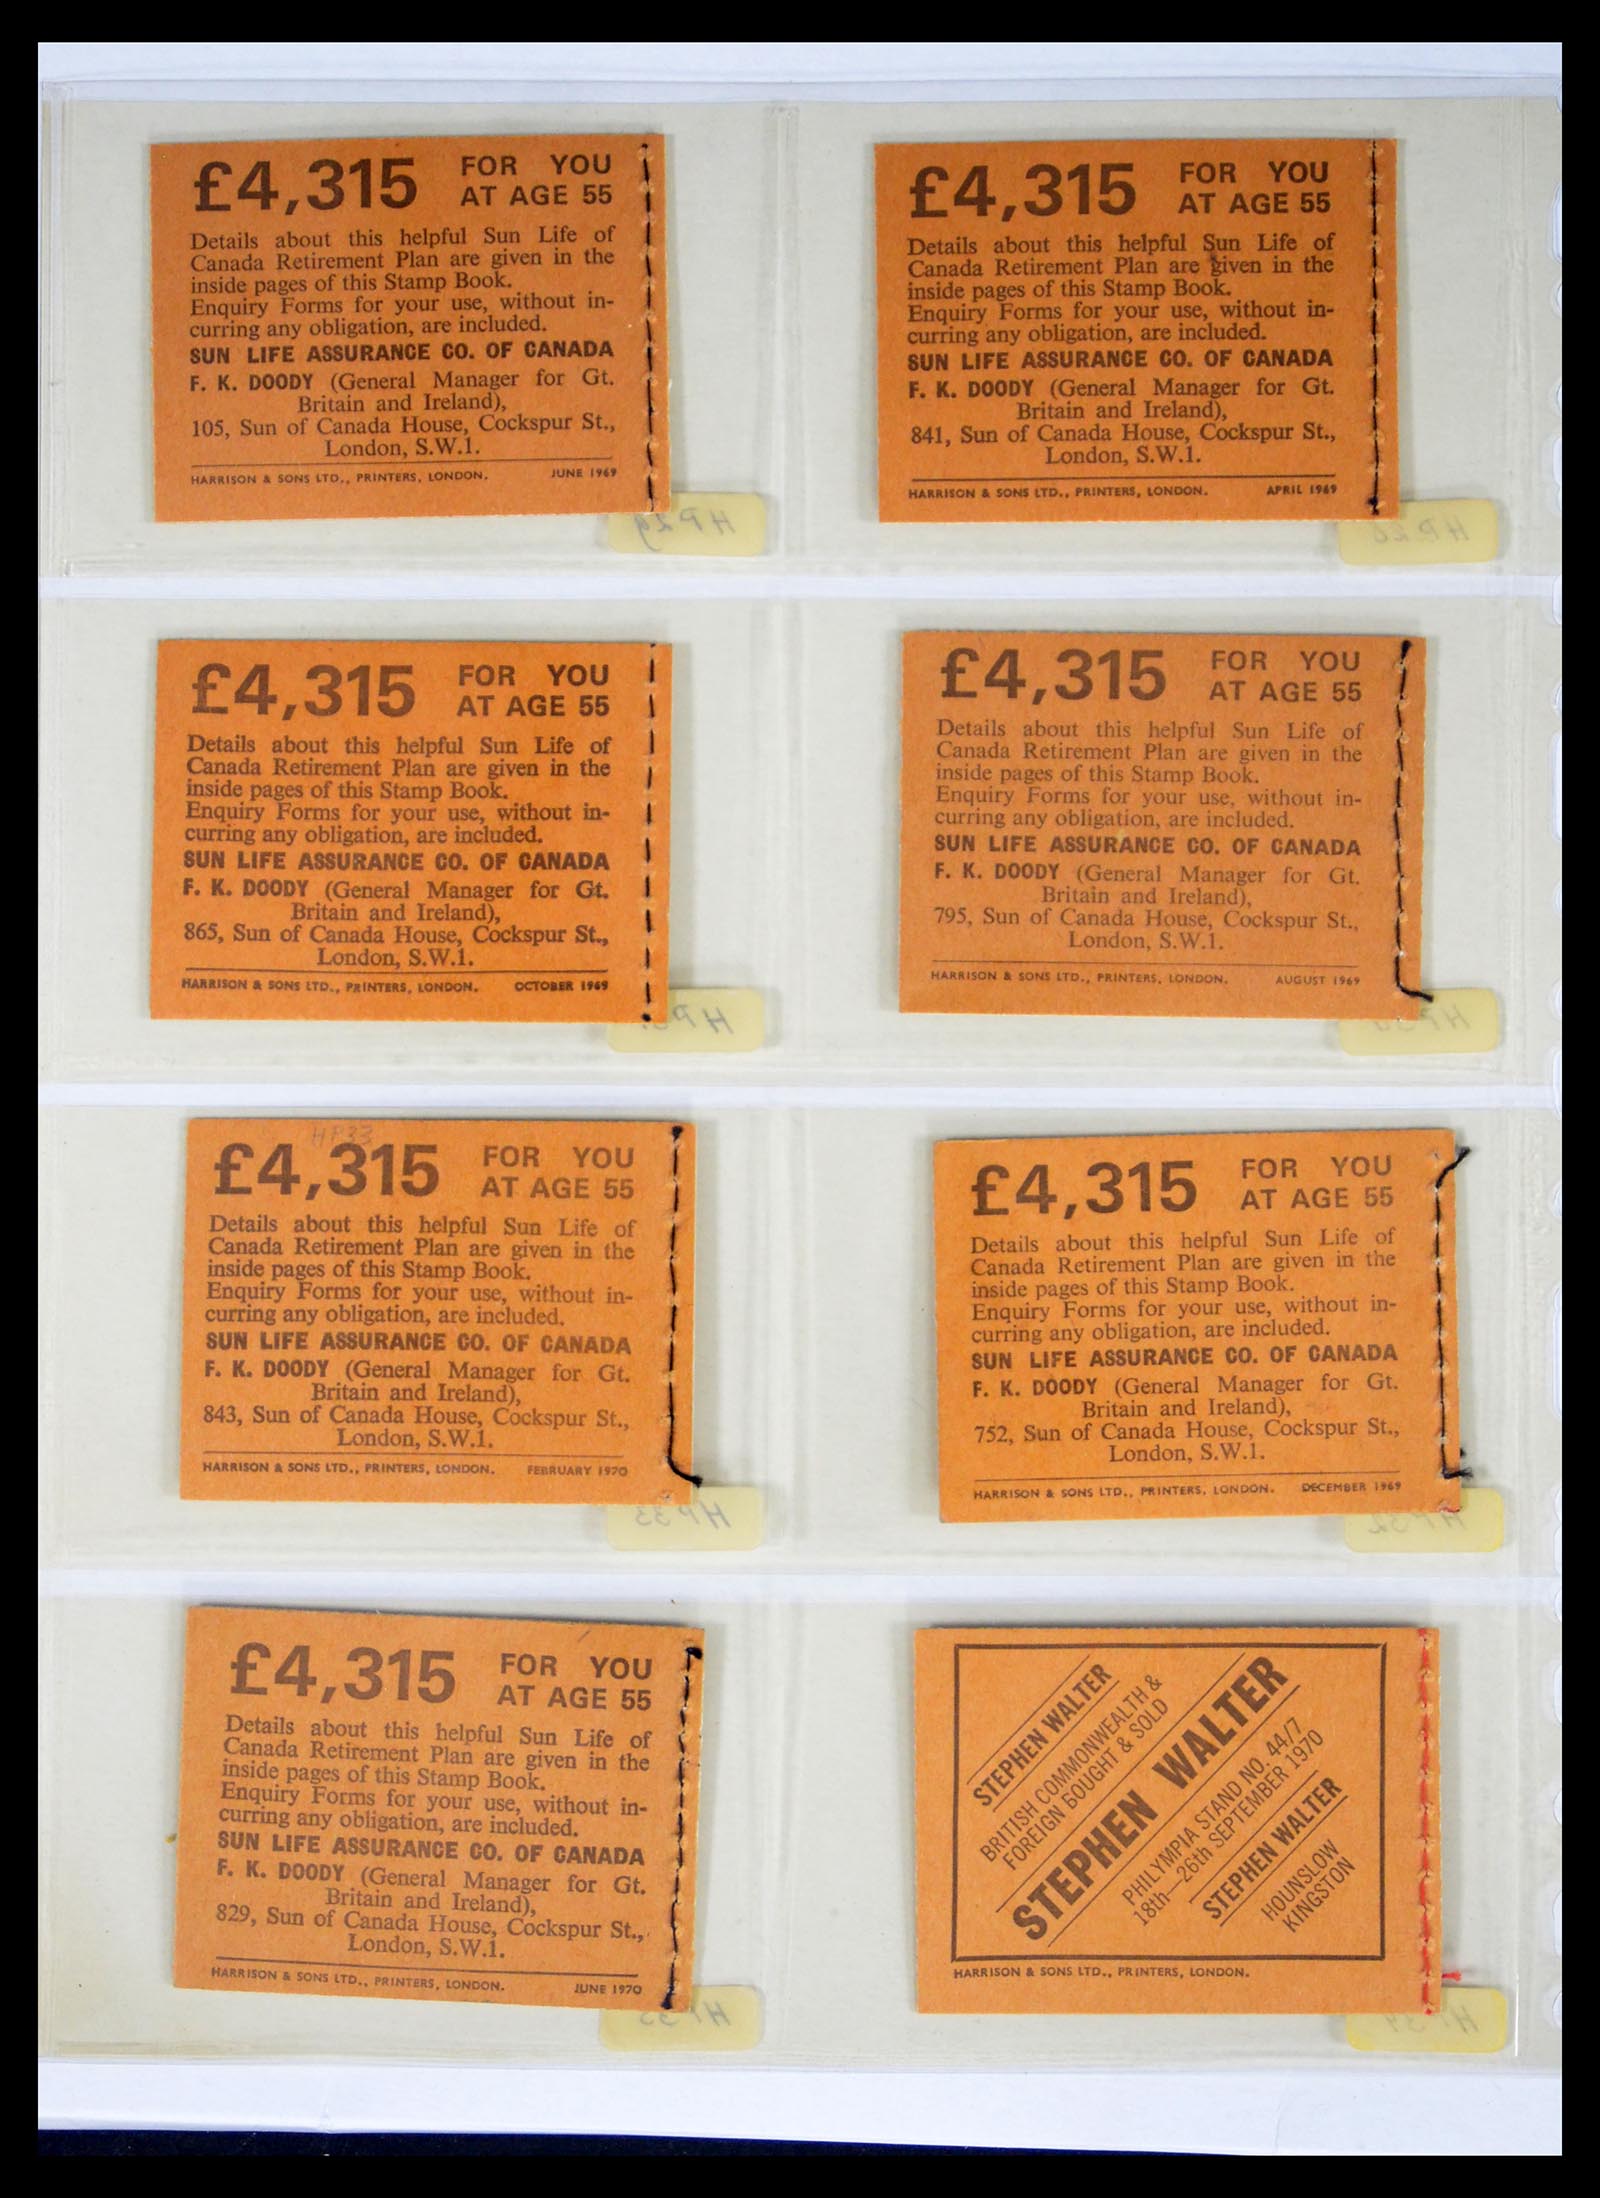 £4,315 FOR YOU
AT AGE 55
Details about this helpful Sun Life of
Canada Retirement Plan are given in the
inside pages of this Stamp Book.
Enquiry Forms for your use, without in-
curring any obligation, are included.
SUN LIFE ASSURANCE CO. OF CANADA
F. K. DOODY (General Manager for Gt.
Britain and Ireland),
105, Sun of Canada House, Cockspur St.,
London, S.W.1.
HARRISON & SONS LTD., PRINTERS, LONDON. JUNE 1969
HP29
£4,315 FOR YOU
AT AGE 55
Details about this helpful Sun Life of
Canada Retirement Plan are given in the
inside pages of this Stamp Book.
Enquiry Forms for your use, without in-
curring any obligation, are included.
SUN LIFE ASSURANCE CO. OF CANADA
F. K. DOODY (General Manager for Gt.
Britain and Ireland),
841, Sun of Canada House, Cockspur St.,
London, S.W.1.
HARRISON & SONS LTD., PRINTERS, LONDON. APRIL 1969
£4,315 FOR YOU
AT AGE 55
Details about this helpful Sun Life of
Canada Retirement Plan are given in the
inside pages of this Stamp Book.
Enquiry Forms for your use, without in-
curring any obligation, are included.
SUN LIFE ASSURANCE CO. OF CANADA
F. K. DOODY (General Manager for Gt.
Britain and Ireland),
865, Sun of Canada House, Cockspur St.,
London, S.W.1.
HARRISON & SONS LTD., PRINTERS, LONDON. OCTOBER 1969
£4,315 FOR YOU
AT AGE 55
Details about this helpful Sun Life of
Canada Retirement Plan are given in the
inside pages of this Stamp Book.
Enquiry Forms for your use, without in-
curring any obligation, are included.
SUN LIFE ASSURANCE CO. OF CANADA
F. K. DOODY (General Manager for Gt.
Britain and Ireland),
795, Sun of Canada House, Cockspur St.,
London, S.W.1.
HARRISON & SONS LTD., PRINTERS, LONDON. AUGUST 1969
HP33
£4,315 FOR YOU
AT AGE 55
Details about this helpful Sun Life of
Canada Retirement Plan are given in the
inside pages of this Stamp Book.
Enquiry Forms for your use, without in-
curring any obligation, are included.
SUN LIFE ASSURANCE CO. OF CANADA
F. K. DOODY (General Manager for Gt.
Britain and Ireland),
843, Sun of Canada House, Cockspur St.,
London, S.W.1.
HARRISON & SONS LTD., PRINTERS, LONDON. FEBRUARY 1970
HP33
£4,315 FOR YOU
AT AGE 55
Details about this helpful Sun Life of
Canada Retirement Plan are given in the
inside pages of this Stamp Book.
Enquiry Forms for your use, without in-
curring any obligation, are included.
SUN LIFE ASSURANCE CO. OF CANADA
F. K. DOODY (General Manager for Gt.
Britain and Ireland),
752, Sun of Canada House, Cockspur St.,
London, S.W.1.
HARRISON & SONS LTD., PRINTERS, LONDON. DECEMBER 1969
HP32
£4,315 FOR YOU
AT AGE 55
Details about this helpful Sun Life of
Canada Retirement Plan are given in the
inside pages of this Stamp Book.
Enquiry Forms for your use, without in-
curring any obligation, are included.
SUN LIFE ASSURANCE CO. OF CANADA
F. K. DOODY (General Manager for Gt.
Britain and Ireland),
829, Sun of Canada House, Cockspur St.,
London, S.W.1.
HARRISON & SONS LTD., PRINTERS, LONDON. JUNE 1970
STEPHEN WALTER
BRITISH COMMONWEALTH &
FOREIGN BOUGHT & SOLD
STEPHEN WALTER
PHILYMPIA STAND NO. 44/7
18th—26th SEPTEMBER 1970
STEPHEN WALTER
HOUNSLOW
KINGSTON
HARRISON & SONS LTD., PRINTERS, LONDON.